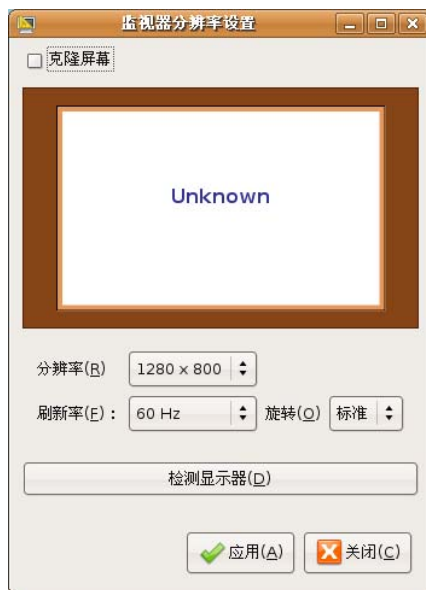 监视器分辨率设置
克隆屏幕
Unknown
分辨率(R) 1280 x 800
刷新率(F)： 60 Hz 旋转(O) 标准
检测显示器(D)
应用(A) 关闭(C)